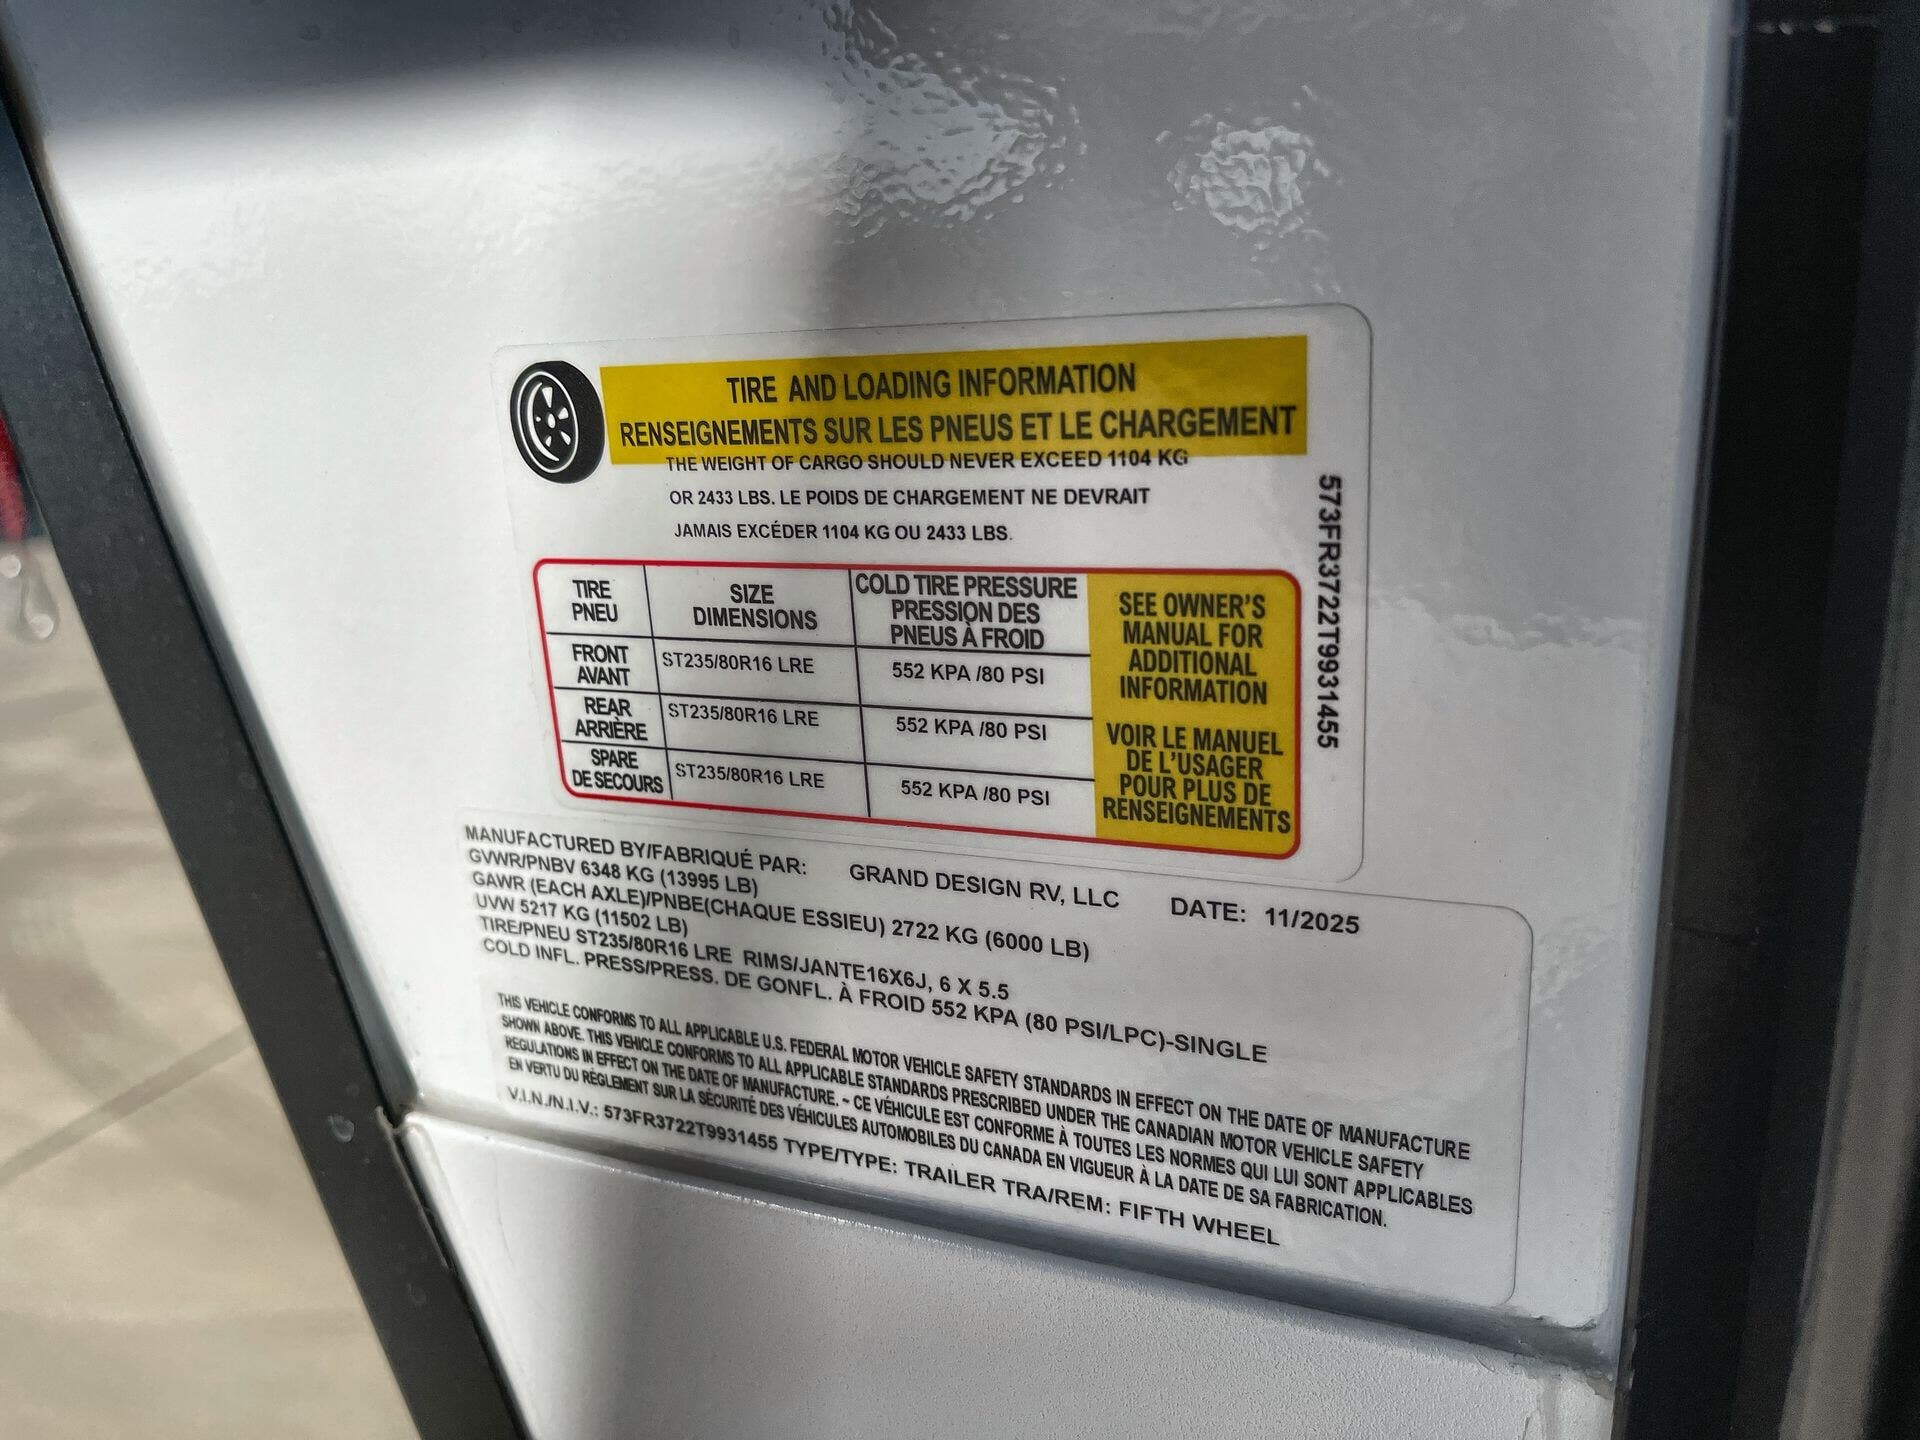 TIRE AND LOADING INFORMATION
RENSEIGNEMENTS SUR LES PNEUS ET LE CHARGEMENT
THE WEIGHT OF CARGO SHOULD NEVER EXCEED 1104 KG
OR 2433 LBS. LE POIDS DE CHARGEMENT NE DEVRAIT
JAMAIS EXCÉDER 1104 KG OU 2433 LBS.
TIRE
PNEU
SIZE
DIMENSIONS
COLD TIRE PRESSURE
PRESSION DES
PNEUS À FROID
FRONT
AVANT
ST235/80R16 LRE
552 KPA /80 PSI
REAR
ARRIÈRE
ST235/80R16 LRE
552 KPA /80 PSI
SPARE
DE SECOURS
ST235/80R16 LRE
552 KPA /80 PSI
SEE OWNER'S
MANUAL FOR
ADDITIONAL
INFORMATION
VOIR LE MANUEL
DE L'USAGER
POUR PLUS DE
RENSEIGNEMENTS
573FR3722T9931455
MANUFACTURED BY/FABRIQUÉ PAR: GRAND DESIGN RV, LLC DATE: 11/2025
GVWR/PNBV 6348 KG (13995 LB)
GAWR (EACH AXLE)/PNBE(CHAQUE ESSIEU) 2722 KG (6000 LB)
UVW 5217 KG (11502 LB)
TIRE/PNEU ST235/80R16 LRE RIMS/JANTE16X6J, 6 X 5.5
COLD INFL. PRESS/PRESS. DE GONFL. À FROID 552 KPA (80 PSI/LPC)-SINGLE
THIS VEHICLE CONFORMS TO ALL APPLICABLE U.S. FEDERAL MOTOR VEHICLE SAFETY STANDARDS IN EFFECT ON THE DATE OF MANUFACTURE
SHOWN ABOVE. THIS VEHICLE CONFORMS TO ALL APPLICABLE STANDARDS PRESCRIBED UNDER THE CANADIAN MOTOR VEHICLE SAFETY
REGULATIONS IN EFFECT ON THE DATE OF MANUFACTURE. ~ CE VÉHICULE EST CONFORME À TOUTES LES NORMES QUI LUI SONT APPLICABLES
EN VERTU DU RÈGLEMENT SUR LA SÉCURITÉ DES VÉHICULES AUTOMOBILES DU CANADA EN VIGUEUR À LA DATE DE SA FABRICATION.
V.I.N./N.I.V.: 573FR3722T9931455 TYPE/TYPE: TRAILER TRA/REM: FIFTH WHEEL